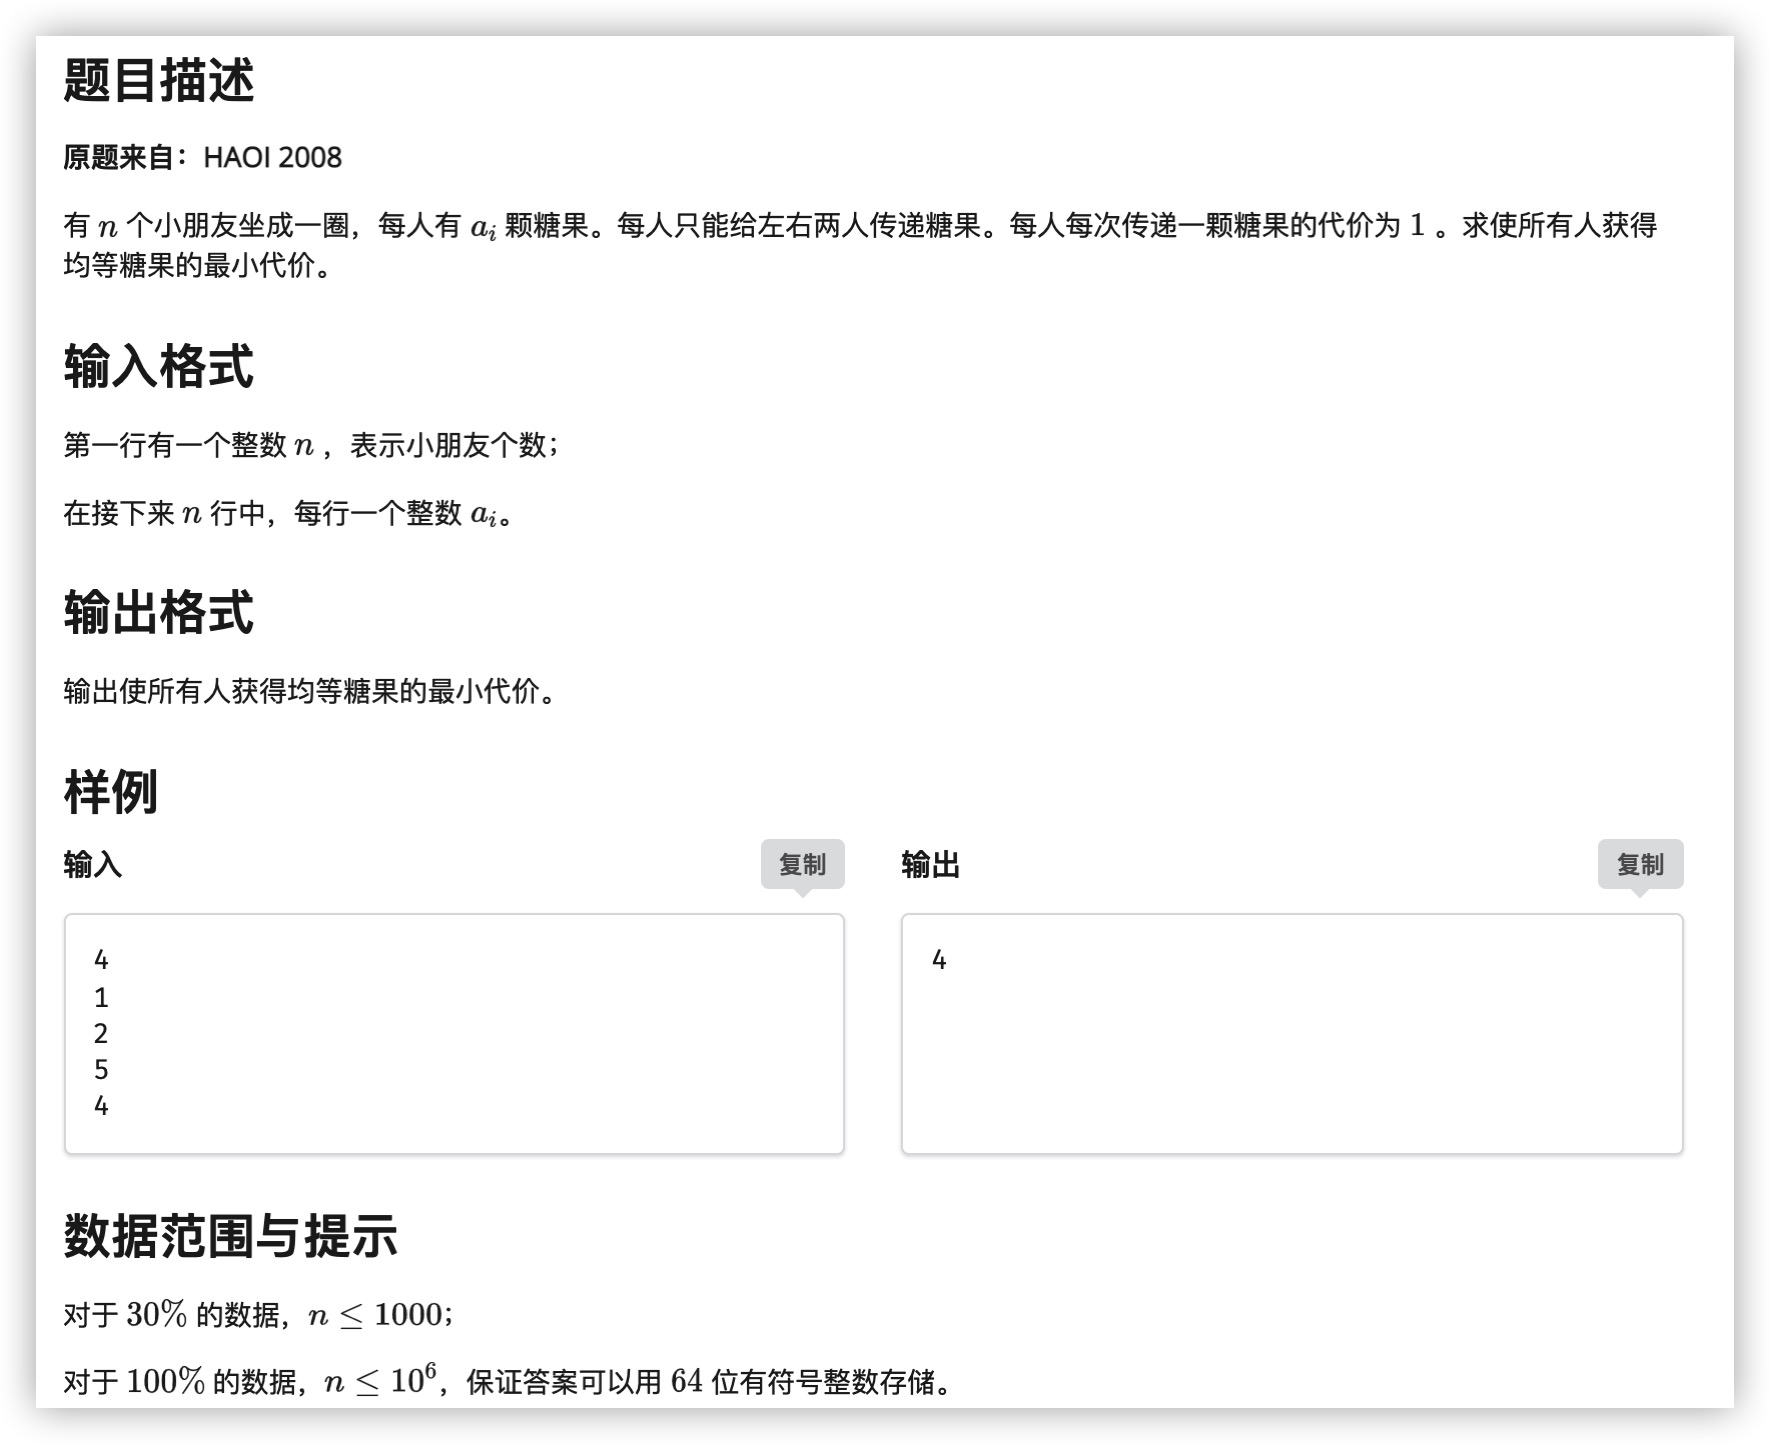 题目描述
原题来自：HAOI 2008
有 n 个小朋友坐成一圈，每人有 a_i 颗糖果。每人只能给左右两人传递糖果。每人每次传递一颗糖果的代价为 1 。求使所有人获得
均等糖果的最小代价。
输入格式
第一行有一个整数 n ，表示小朋友个数；
在接下来 n 行中，每行一个整数 a_i。
输出格式
输出使所有人获得均等糖果的最小代价。
样例
输入
复制
4
1
2
5
4
输出
复制
4
数据范围与提示
对于 30% 的数据，n ≤ 1000；
对于 100% 的数据，n ≤ 10^6，保证答案可以用 64 位有符号整数存储。